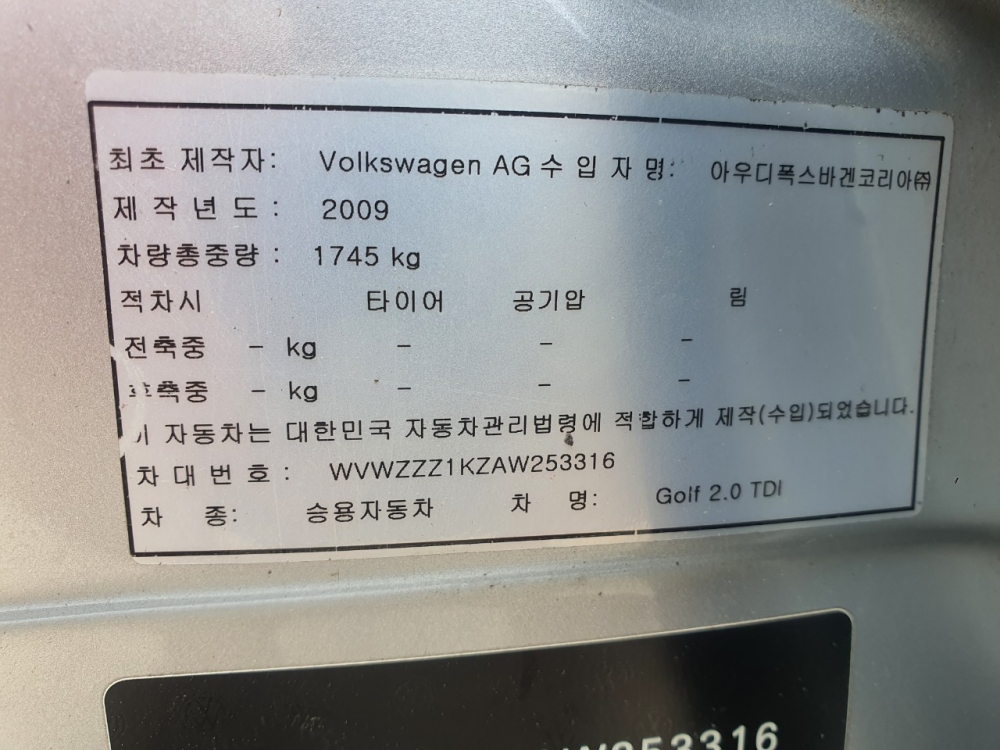 최초 제작자: Volkswagen AG 수 입 자 명: 아우디폭스바겐코리아㈜
제 작 년 도 : 2009
차량총중량 : 1745 kg
적차시 타이어 공기압 림
전축중 - kg - - -
후축중 - kg - - -
이 자동차는 대한민국 자동차관리법령에 적합하게 제작(수입)되었습니다.
차 대 번 호 : WVWZZZ1KZAW253316
차 종: 승용자동차 차 명: Golf 2.0 TDI
W253316